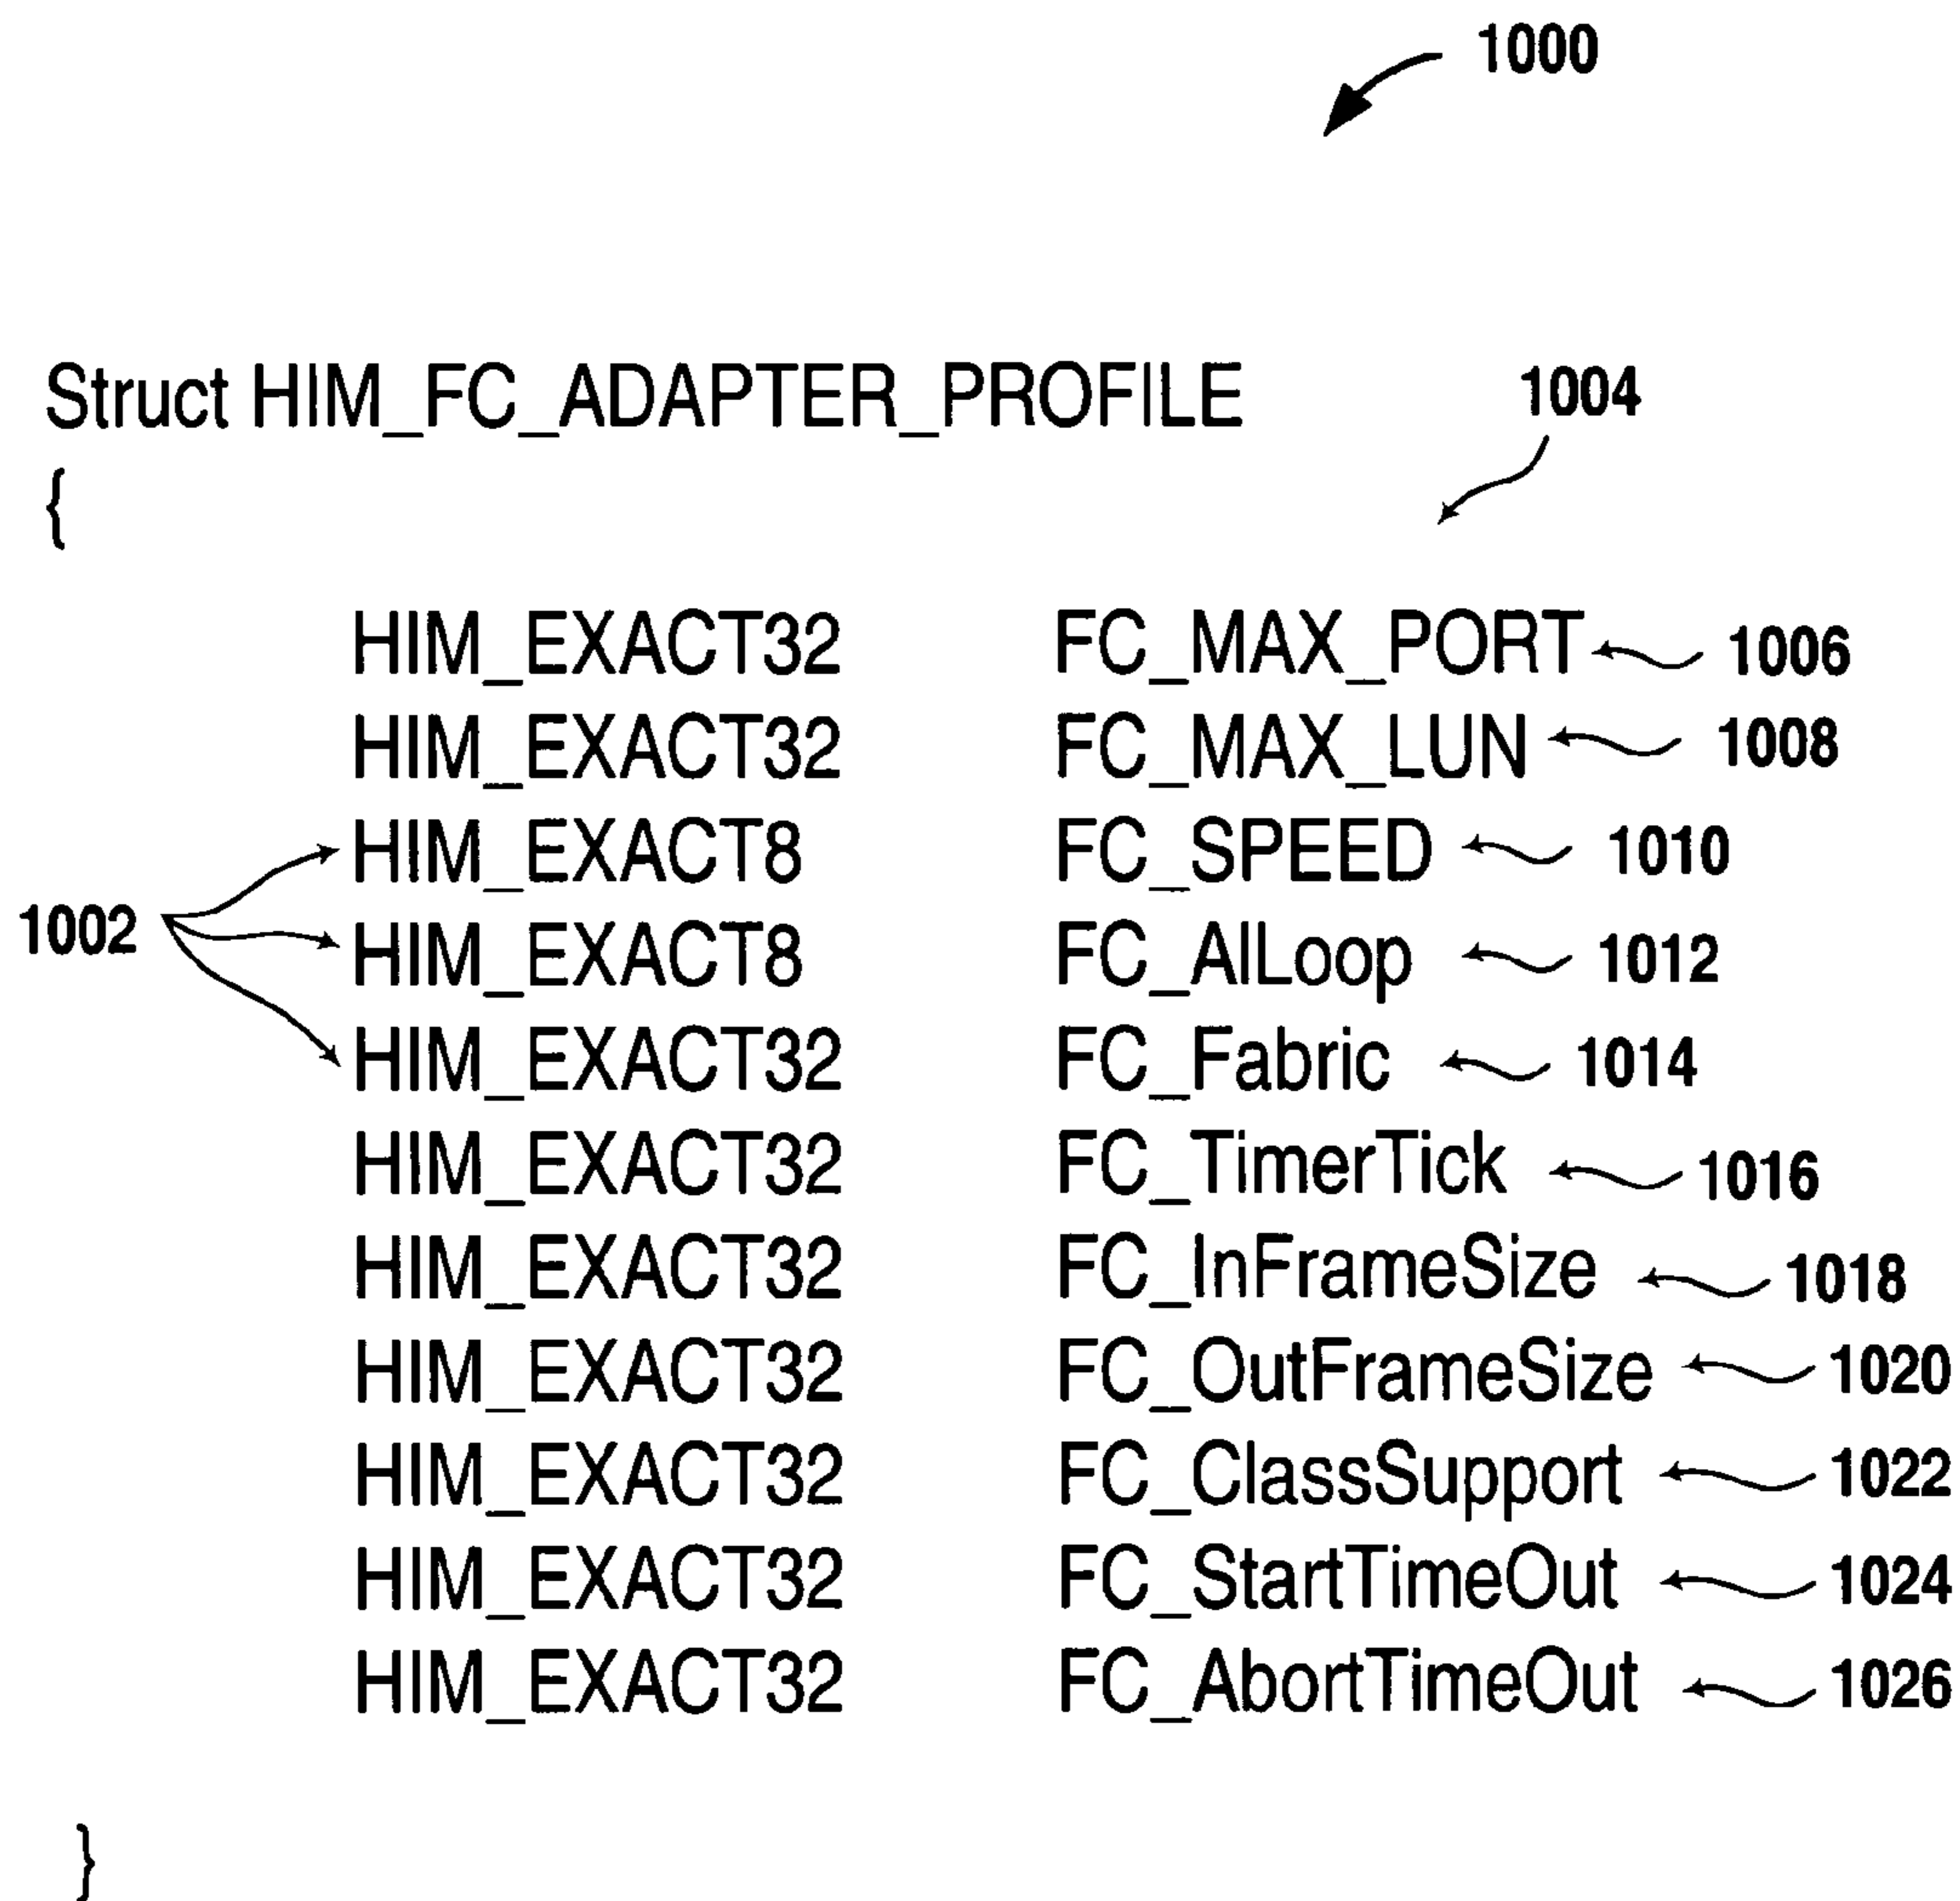 1000
Struct HIM_FC_ADAPTER_PROFILE 1004
{
HIM_EXACT32 FC_MAX_PORT 1006
HIM_EXACT32 FC_MAX_LUN 1008
HIM_EXACT8 FC_SPEED 1010
1002 HIM_EXACT8 FC_AlLoop 1012
HIM_EXACT32 FC_Fabric 1014
HIM_EXACT32 FC_TimerTick 1016
HIM_EXACT32 FC_InFrameSize 1018
HIM_EXACT32 FC_OutFrameSize 1020
HIM_EXACT32 FC_ClassSupport 1022
HIM_EXACT32 FC_StartTimeOut 1024
HIM_EXACT32 FC_AbortTimeOut 1026
}